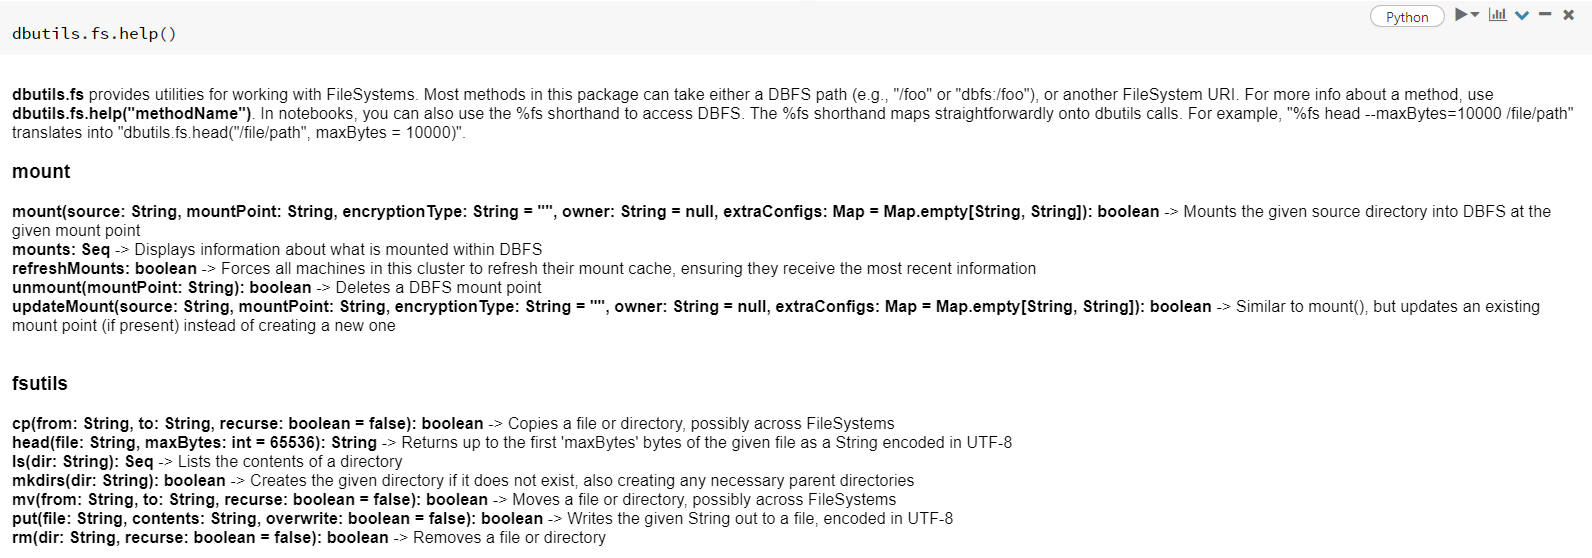 Python
dbutils.fs.help()
dbutils.fs provides utilities for working with FileSystems. Most methods in this package can take either a DBFS path (e.g., "/foo" or "dbfs:/foo"), or another FileSystem URI. For more info about a method, use
dbutils.fs.help("methodName"). In notebooks, you can also use the %fs shorthand to access DBFS. The %fs shorthand maps straightforwardly onto dbutils calls. For example, "%fs head --maxBytes=10000 /file/path"
translates into "dbutils.fs.head("/file/path", maxBytes = 10000)".
mount
mount(source: String, mountPoint: String, encryptionType: String = "", owner: String = null, extraConfigs: Map = Map.empty[String, String]): boolean -> Mounts the given source directory into DBFS at the
given mount point
mounts: Seq -> Displays information about what is mounted within DBFS
refreshMounts: boolean -> Forces all machines in this cluster to refresh their mount cache, ensuring they receive the most recent information
unmount(mountPoint: String): boolean -> Deletes a DBFS mount point
updateMount(source: String, mountPoint: String, encryptionType: String = "", owner: String = null, extraConfigs: Map = Map.empty[String, String]): boolean -> Similar to mount(), but updates an existing
mount point (if present) instead of creating a new one
fsutils
cp(from: String, to: String, recurse: boolean = false): boolean -> Copies a file or directory, possibly across FileSystems
head(file: String, maxBytes: int = 65536): String -> Returns up to the first 'maxBytes' bytes of the given file as a String encoded in UTF-8
ls(dir: String): Seq -> Lists the contents of a directory
mkdirs(dir: String): boolean -> Creates the given directory if it does not exist, also creating any necessary parent directories
mv(from: String, to: String, recurse: boolean = false): boolean -> Moves a file or directory, possibly across FileSystems
put(file: String, contents: String, overwrite: boolean = false): boolean -> Writes the given String out to a file, encoded in UTF-8
rm(dir: String, recurse: boolean = false): boolean -> Removes a file or directory